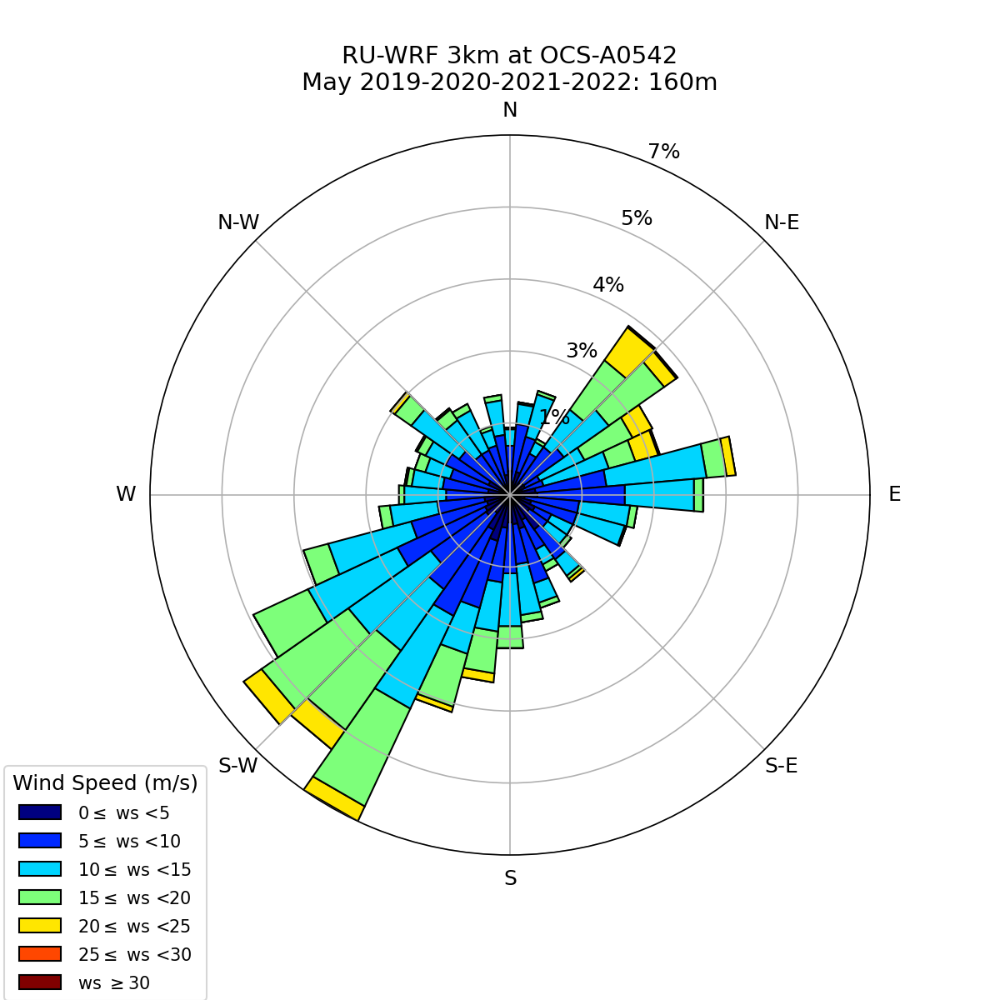 RU-WRF 3km at OCS-A0542
May 2019-2020-2021-2022: 160m
N
7%
N-W
5%
N-E
4%
3%
1%
W
E
S-W
S-E
S
Wind Speed (m/s)
0≤ ws <5
5≤ ws <10
10≤ ws <15
15≤ ws <20
20≤ ws <25
25≤ ws <30
ws ≥30